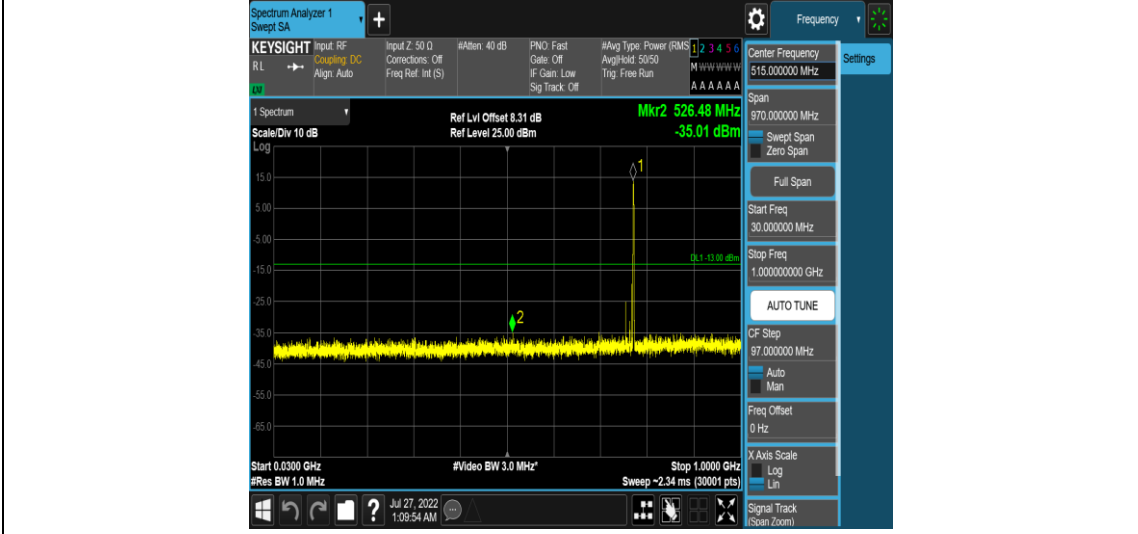 Spectrum Analyzer 1
Swept SA
+
Frequency
KEYSIGHT
RL
Input: RF
Coupling: DC
Align: Auto
Input Z: 50 Ω
Corrections: Off
Freq Ref: Int (S)
#Atten: 40 dB
PNO: Fast
Gate: Off
IF Gain: Low
Sig Track: Off
#Avg Type: Power (RMS
Avg|Hold: 50/50
Trig: Free Run
1 2 3 4 5 6
M W W W W W
A A A A A A
1 Spectrum
Scale/Div 10 dB
Log
Ref Lvl Offset 8.31 dB
Ref Level 25.00 dBm
Mkr2 526.48 MHz
-35.01 dBm
15.0
5.00
-5.00
-15.0
-25.0
-35.0
-45.0
-55.0
-65.0
1
2
DL1 -13.00 dBm
Start 0.0300 GHz
#Res BW 1.0 MHz
#Video BW 3.0 MHz*
Stop 1.0000 GHz
Sweep ~2.34 ms (30001 pts)
Jul 27, 2022
1:09:54 AM
?
Center Frequency
515.000000 MHz
Settings
Span
970.000000 MHz
Swept Span
Zero Span
Full Span
Start Freq
30.000000 MHz
Stop Freq
1.000000000 GHz
AUTO TUNE
CF Step
97.000000 MHz
Auto
Man
Freq Offset
0 Hz
X Axis Scale
Log
Lin
Signal Track
(Span Zoom)